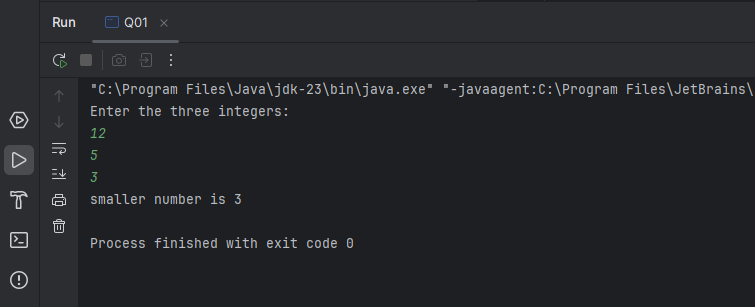 Run Q01
"C:\Program Files\Java\jdk-23\bin\java.exe" "-javaagent:C:\Program Files\JetBrains\
Enter the three integers:
12
5
3
smaller number is 3
Process finished with exit code 0